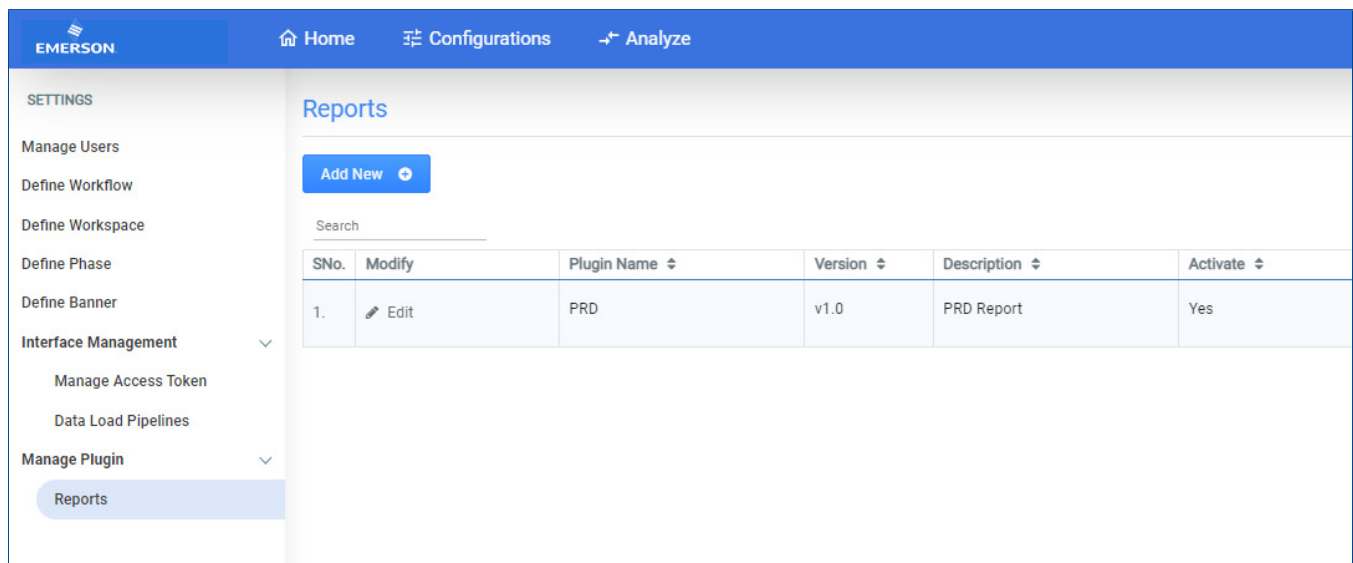 EMERSON
Home Configurations Analyze
SETTINGS
Manage Users
Define Workflow
Define Workspace
Define Phase
Define Banner
Interface Management
Manage Access Token
Data Load Pipelines
Manage Plugin
Reports
Reports
Add New
Search
SNo. Modify Plugin Name Version Description Activate
1. Edit PRD v1.0 PRD Report Yes